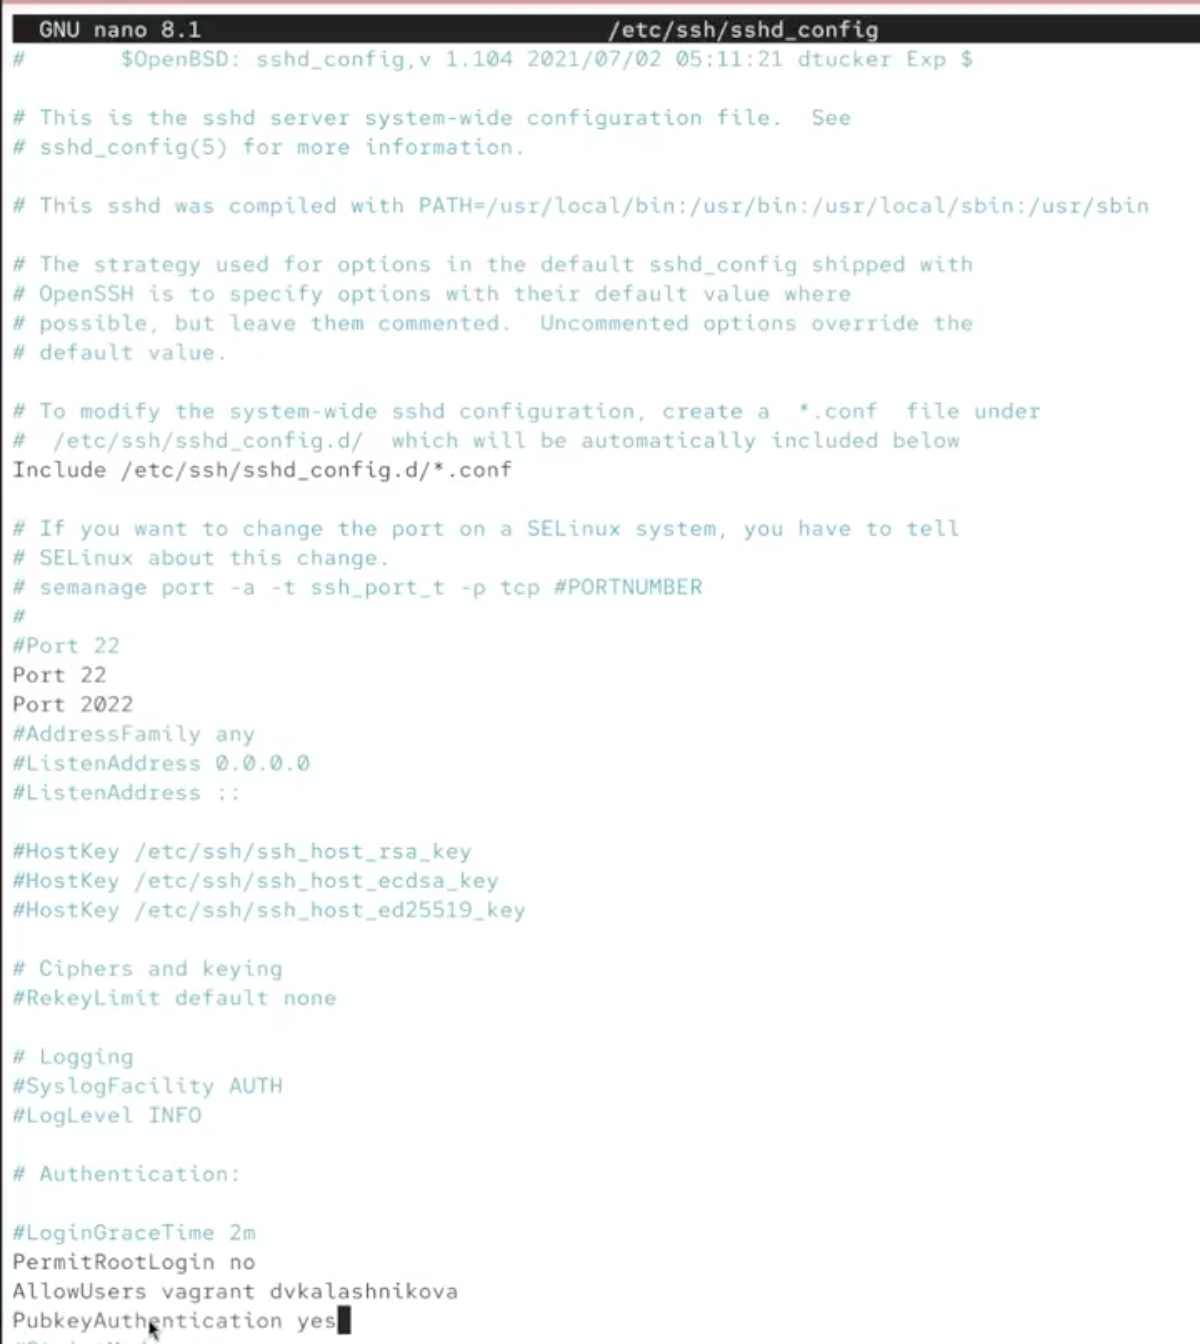 GNU nano 8.1 /etc/ssh/sshd_config
# $OpenBSD: sshd_config,v 1.104 2021/07/02 05:11:21 dtucker Exp $
# This is the sshd server system-wide configuration file. See
# sshd_config(5) for more information.
# This sshd was compiled with PATH=/usr/local/bin:/usr/bin:/usr/local/sbin:/usr/sbin
# The strategy used for options in the default sshd_config shipped with
# OpenSSH is to specify options with their default value where
# possible, but leave them commented. Uncommented options override the
# default value.
# To modify the system-wide sshd configuration, create a *.conf file under
# /etc/ssh/sshd_config.d/ which will be automatically included below
Include /etc/ssh/sshd_config.d/*.conf
# If you want to change the port on a SELinux system, you have to tell
# SELinux about this change.
# semanage port -a -t ssh_port_t -p tcp #PORTNUMBER
#
#Port 22
Port 22
Port 2022
#AddressFamily any
#ListenAddress 0.0.0.0
#ListenAddress ::
#HostKey /etc/ssh/ssh_host_rsa_key
#HostKey /etc/ssh/ssh_host_ecdsa_key
#HostKey /etc/ssh/ssh_host_ed25519_key
# Ciphers and keying
#RekeyLimit default none
# Logging
#SyslogFacility AUTH
#LogLevel INFO
# Authentication:
#LoginGraceTime 2m
PermitRootLogin no
AllowUsers vagrant dvkalashnikova
PubkeyAuthentication yes